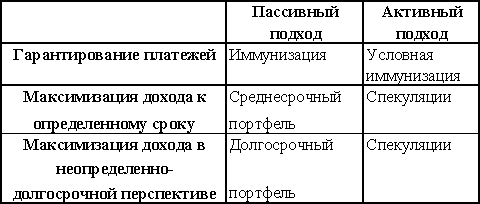 Пассивный Активный
подход подход
Гарантирование платежей Иммунизация Условная
иммунизация
Максимизация дохода к Среднесрочный Спекуляции
определенному сроку портфель
Максимизация дохода в Долгосрочный Спекуляции
неопределенно-
долгосрочной перспективе портфель